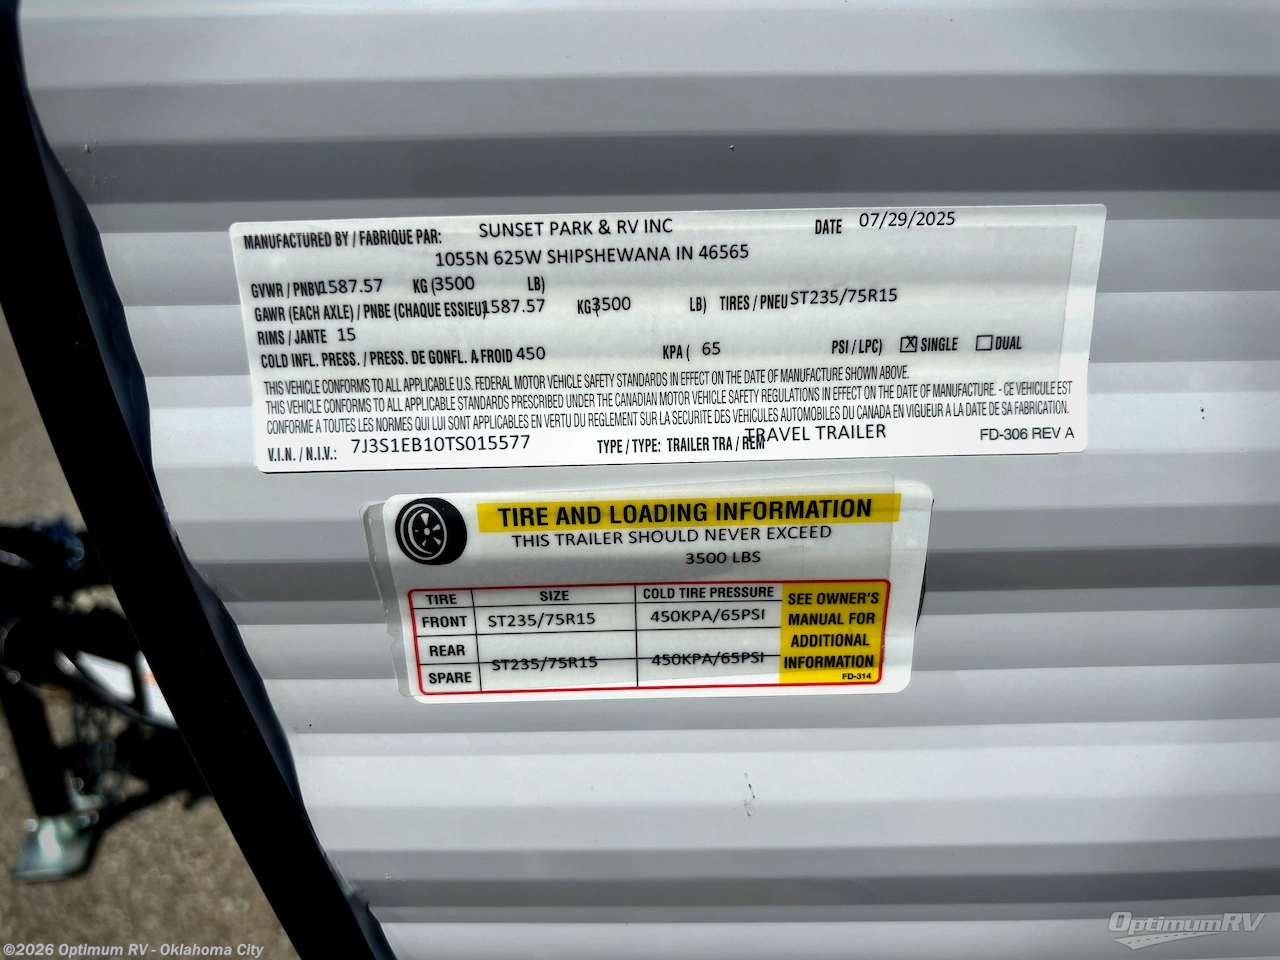 MANUFACTURED BY / FABRIQUE PAR: SUNSET PARK & RV INC DATE 07/29/2025
1055N 625W SHIPSHEWANA IN 46565
GVWR / PNBV 1587.57 KG (3500 LB)
GAWR (EACH AXLE) / PNBE (CHAQUE ESSIEU) 1587.57 KG 3500 LB) TIRES / PNEU ST235/75R15
RIMS / JANTE 15
COLD INFL. PRESS. / PRESS. DE GONFL. A FROID 450 KPA ( 65 PSI / LPC) X SINGLE DUAL
THIS VEHICLE CONFORMS TO ALL APPLICABLE U.S. FEDERAL MOTOR VEHICLE SAFETY STANDARDS IN EFFECT ON THE DATE OF MANUFACTURE SHOWN ABOVE.
THIS VEHICLE CONFORMS TO ALL APPLICABLE STANDARDS PRESCRIBED UNDER THE CANADIAN MOTOR VEHICLE SAFETY REGULATIONS IN EFFECT ON THE DATE OF MANUFACTURE. - CE VEHICULE EST
CONFORME A TOUTES LES NORMES QUI LUI SONT APPLICABLES EN VERTU DU REGLEMENT SUR LA SECURITE DES VEHICULES AUTOMOBILES DU CANADA EN VIGUEUR A LA DATE DE SA FABRICATION.
V.I.N. / N.I.V.: 7J3S1EB10TS015577 TYPE / TYPE: TRAILER TRA / REM TRAVEL TRAILER FD-306 REV A
TIRE AND LOADING INFORMATION
THIS TRAILER SHOULD NEVER EXCEED
3500 LBS
TIRE SIZE COLD TIRE PRESSURE
FRONT ST235/75R15 450KPA/65PSI
REAR
ST235/75R15 450KPA/65PSI
SPARE
SEE OWNER'S
MANUAL FOR
ADDITIONAL
INFORMATION
FD-314
©2026 Optimum RV - Oklahoma City
OptimumRV